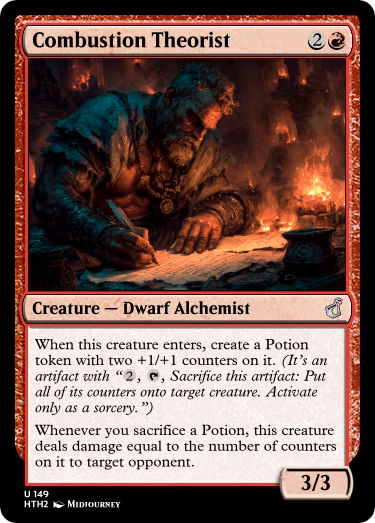 Combustion Theorist 2
Creature — Dwarf Alchemist
When this creature enters, create a Potion
token with two +1/+1 counters on it. (It's an
artifact with “2, , Sacrifice this artifact: Put
all of its counters onto target creature. Activate
only as a sorcery.”)
Whenever you sacrifice a Potion, this creature
deals damage equal to the number of counters
on it to target opponent.
3/3
U 149
HTH2 Midjourney